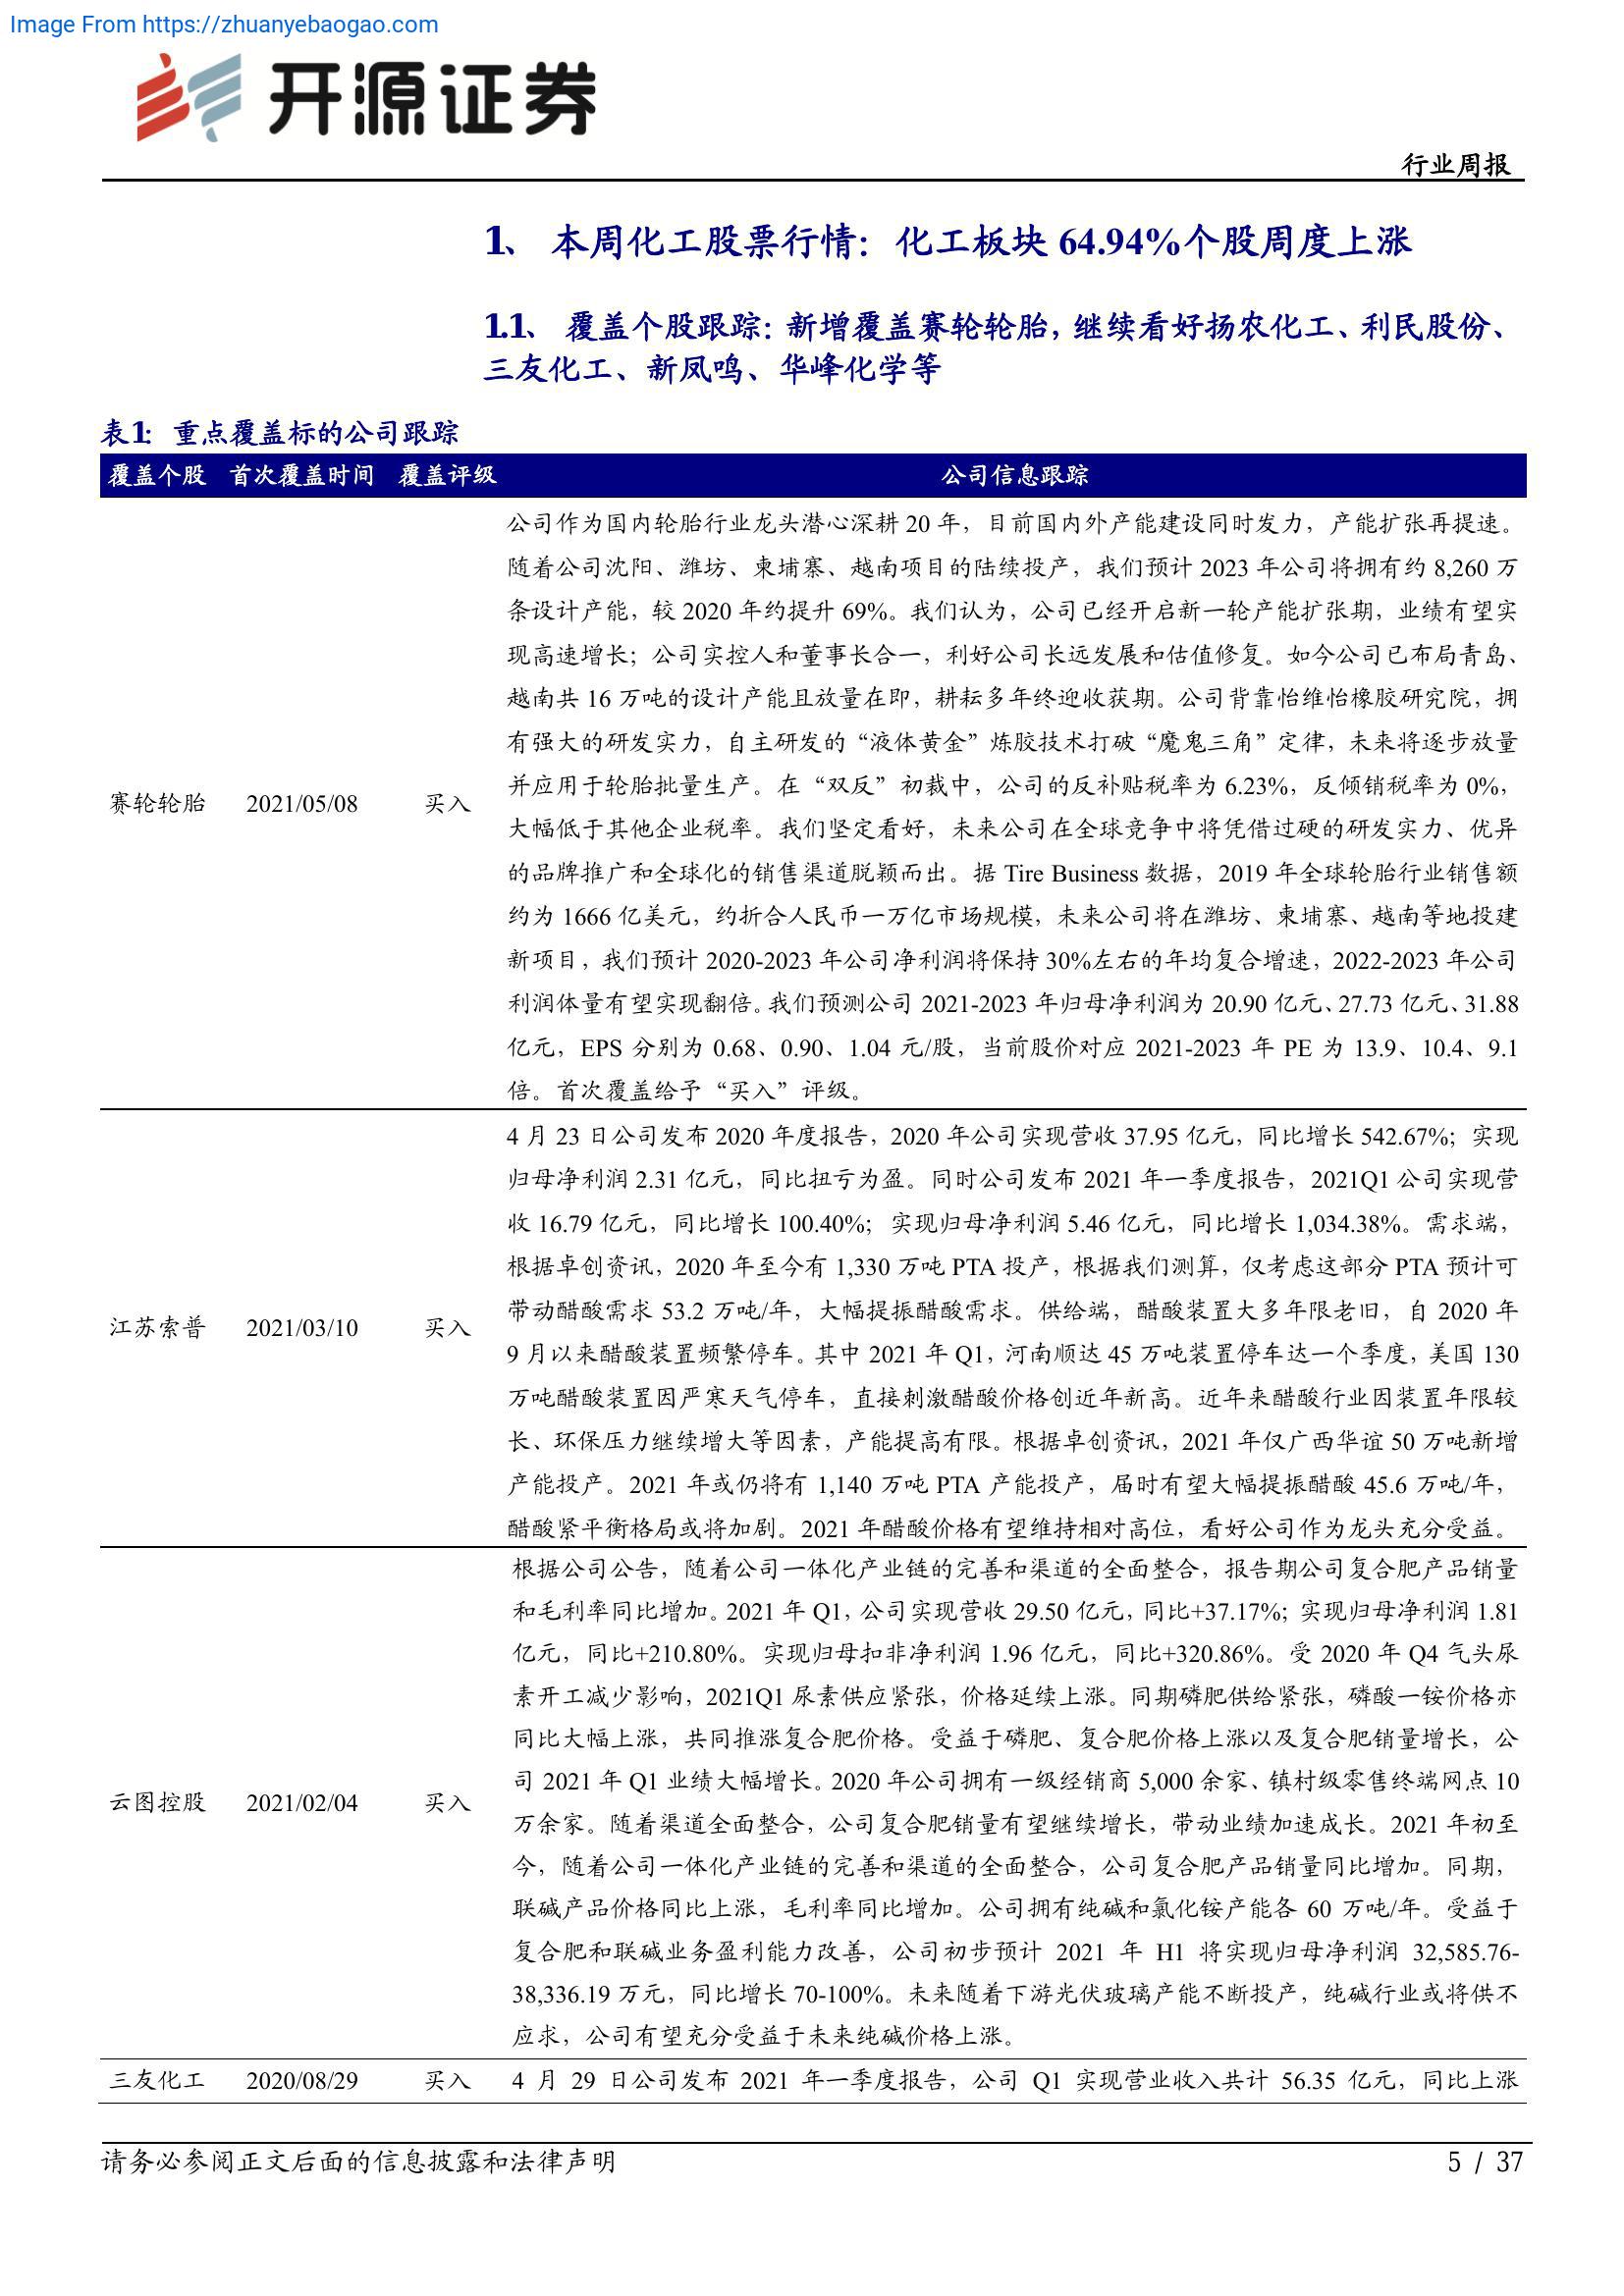 Image From https://zhuanyebaogao.com
开源证券
行业周报
1、 本周化工股票行情：化工板块 64.94%个股周度上涨
1.1、 覆盖个股跟踪：新增覆盖赛轮轮胎，继续看好扬农化工、利民股份、
三友化工、新凤鸣、华峰化学等
表1： 重点覆盖标的公司跟踪
覆盖个股 首次覆盖时间 覆盖评级 公司信息跟踪
公司作为国内轮胎行业龙头潜心深耕 20 年，目前国内外产能建设同时发力，产能扩张再提速。
随着公司沈阳、潍坊、柬埔寨、越南项目的陆续投产，我们预计 2023 年公司将拥有约 8,260 万
条设计产能，较 2020 年约提升 69%。我们认为，公司已经开启新一轮产能扩张期，业绩有望实
现高速增长；公司实控人和董事长合一，利好公司长远发展和估值修复。如今公司已布局青岛、
越南共 16 万吨的设计产能且放量在即，耕耘多年终迎收获期。公司背靠怡维怡橡胶研究院，拥
有强大的研发实力，自主研发的“液体黄金”炼胶技术打破“魔鬼三角”定律，未来将逐步放量
并应用于轮胎批量生产。在“双反”初裁中，公司的反补贴税率为 6.23%，反倾销税率为 0%，
赛轮轮胎 2021/05/08 买入
大幅低于其他企业税率。我们坚定看好，未来公司在全球竞争中将凭借过硬的研发实力、优异
的品牌推广和全球化的销售渠道脱颖而出。据 Tire Business 数据，2019 年全球轮胎行业销售额
约为 1666 亿美元，约折合人民币一万亿市场规模，未来公司将在潍坊、柬埔寨、越南等地投建
新项目，我们预计 2020-2023 年公司净利润将保持 30%左右的年均复合增速，2022-2023 年公司
利润体量有望实现翻倍。我们预测公司 2021-2023 年归母净利润为 20.90 亿元、27.73 亿元、31.88
亿元，EPS 分别为 0.68、0.90、1.04 元/股，当前股价对应 2021-2023 年 PE 为 13.9、10.4、9.1
倍。首次覆盖给予“买入”评级。
4 月 23 日公司发布 2020 年度报告，2020 年公司实现营收 37.95 亿元，同比增长 542.67%；实现
归母净利润 2.31 亿元，同比扭亏为盈。同时公司发布 2021 年一季度报告，2021Q1 公司实现营
收 16.79 亿元，同比增长 100.40%；实现归母净利润 5.46 亿元，同比增长 1,034.38%。需求端，
根据卓创资讯，2020 年至今有 1,330 万吨 PTA 投产，根据我们测算，仅考虑这部分 PTA 预计可
带动醋酸需求 53.2 万吨/年，大幅提振醋酸需求。供给端，醋酸装置大多年限老旧，自 2020 年
江苏索普 2021/03/10 买入
9 月以来醋酸装置频繁停车。其中 2021 年 Q1，河南顺达 45 万吨装置停车达一个季度，美国 130
万吨醋酸装置因严寒天气停车，直接刺激醋酸价格创近年新高。近年来醋酸行业因装置年限较
长、环保压力继续增大等因素，产能提高有限。根据卓创资讯，2021 年仅广西华谊 50 万吨新增
产能投产。2021 年或仍将有 1,140 万吨 PTA 产能投产，届时有望大幅提振醋酸 45.6 万吨/年，
醋酸紧平衡格局或将加剧。2021 年醋酸价格有望维持相对高位，看好公司作为龙头充分受益。
根据公司公告，随着公司一体化产业链的完善和渠道的全面整合，报告期公司复合肥产品销量
和毛利率同比增加。2021 年 Q1，公司实现营收 29.50 亿元，同比+37.17%；实现归母净利润 1.81
亿元，同比+210.80%。实现归母扣非净利润 1.96 亿元，同比+320.86%。受 2020 年 Q4 气头尿
素开工减少影响，2021Q1 尿素供应紧张，价格延续上涨。同期磷肥供给紧张，磷酸一铵价格亦
同比大幅上涨，共同推涨复合肥价格。受益于磷肥、复合肥价格上涨以及复合肥销量增长，公
司 2021 年 Q1 业绩大幅增长。2020 年公司拥有一级经销商 5,000 余家、镇村级零售终端网点 10
云图控股 2021/02/04 买入
万余家。随着渠道全面整合，公司复合肥销量有望继续增长，带动业绩加速成长。2021 年初至
今，随着公司一体化产业链的完善和渠道的全面整合，公司复合肥产品销量同比增加。同期，
联碱产品价格同比上涨，毛利率同比增加。公司拥有纯碱和氯化铵产能各 60 万吨/年。受益于
复合肥和联碱业务盈利能力改善，公司初步预计 2021 年 H1 将实现归母净利润 32,585.76-
38,336.19 万元，同比增长 70-100%。未来随着下游光伏玻璃产能不断投产，纯碱行业或将供不
应求，公司有望充分受益于未来纯碱价格上涨。
三友化工 2020/08/29 买入 4 月 29 日公司发布 2021 年一季度报告，公司 Q1 实现营业收入共计 56.35 亿元，同比上涨
请务必参阅正文后面的信息披露和法律声明 5 / 37